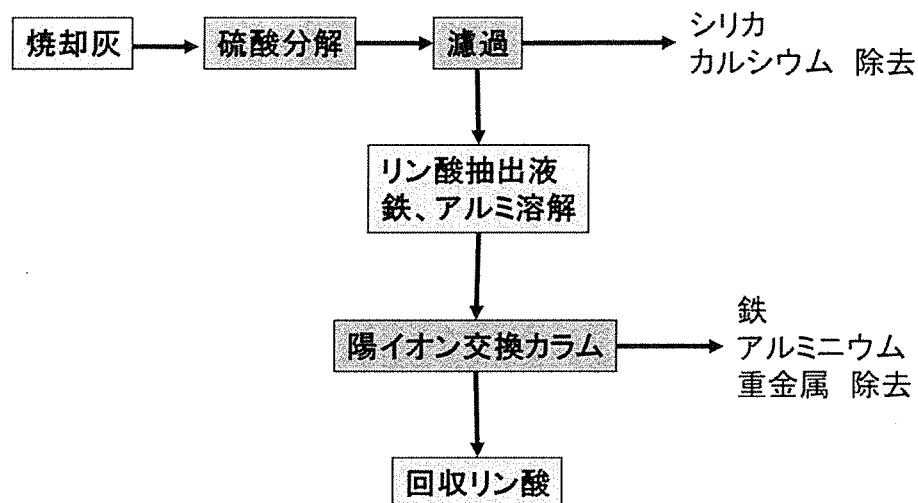 焼却灰
硫酸分解
濾過
シリカ
カルシウム 除去
リン酸抽出液
鉄、アルミ溶解
陽イオン交換カラム
鉄
アルミニウム
重金属 除去
回収リン酸